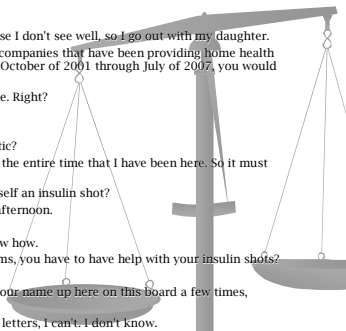 se I don't see well, so I go out with my daughter.
companies that have been providing home health
October of 2001 through July of 2007, you would
e. Right?
tic?
the entire time that I have been here. So it must
self an insulin shot?
fternoon.
w how.
ms, you have to have help with your insulin shots?
our name up here on this board a few times,
letters, I can't. I don't know.